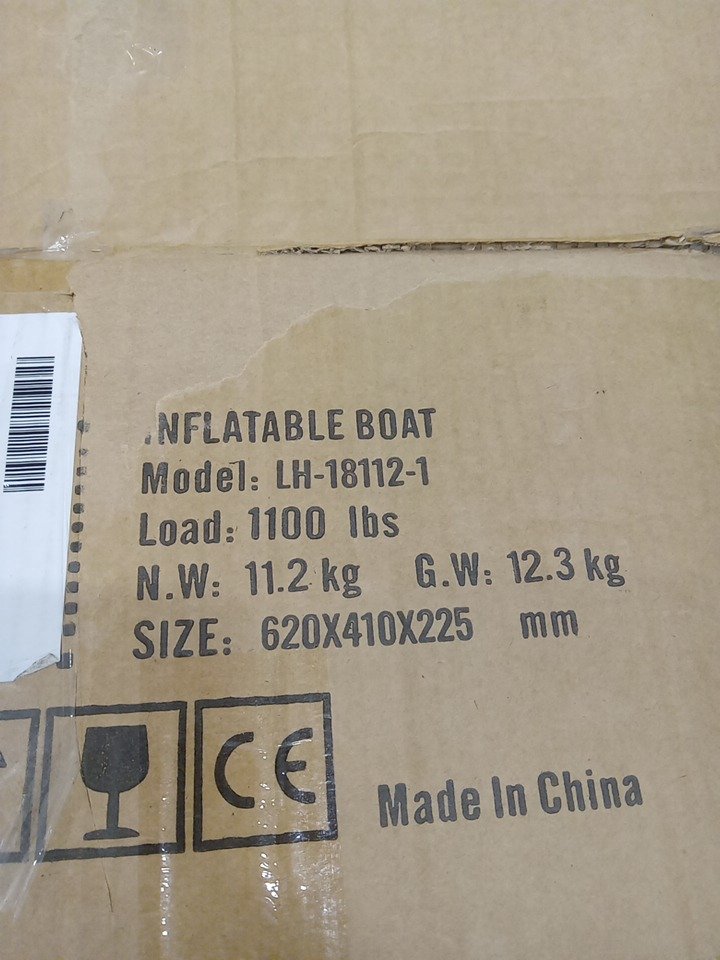 INFLATABLE BOAT
Model: LH-18112-1
Load: 1100 lbs
N.W: 11.2 kg G.W: 12.3 kg
SIZE: 620X410X225 mm
CE
Made In China